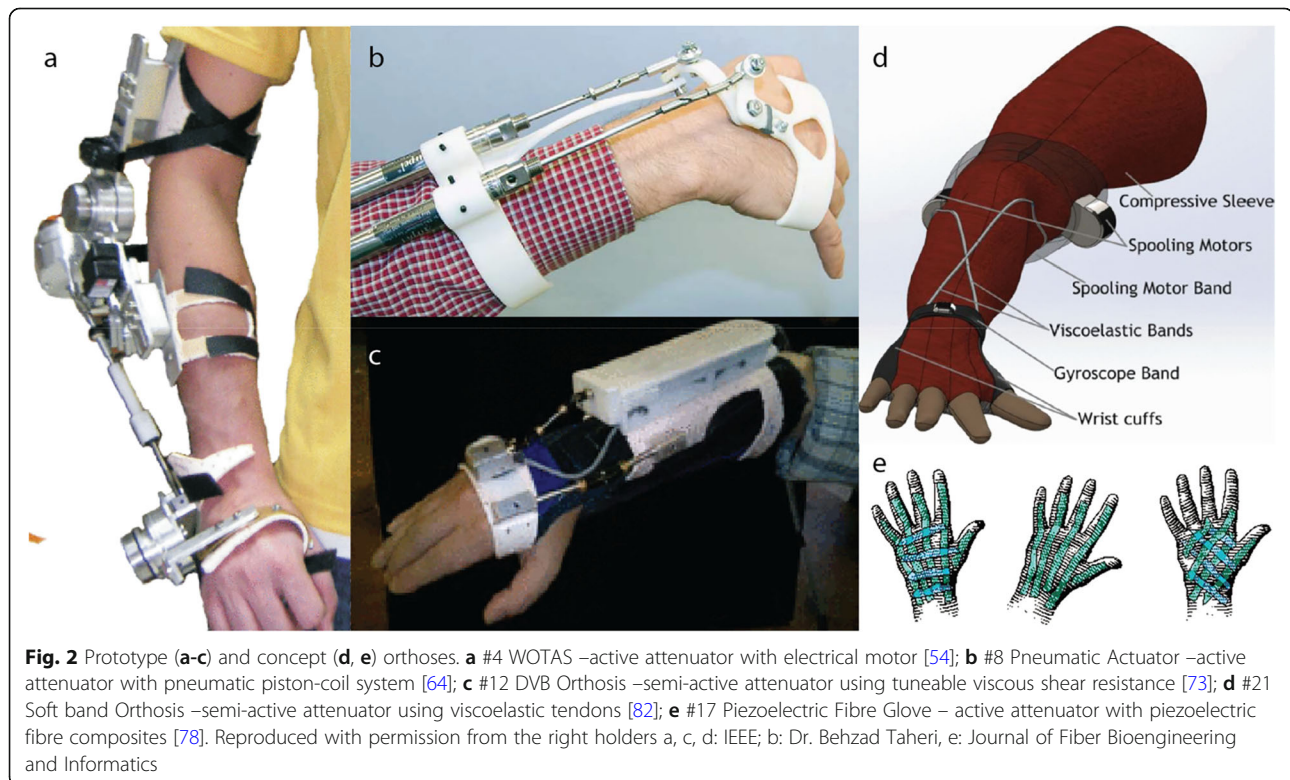 a
b
c
d
Compressive Sleeve
Spooling Motors
Spooling Motor Band
Viscoelastic Bands
Gyroscope Band
Wrist cuffs
e
Fig. 2 Prototype (a-c) and concept (d, e) orthoses. a #4 WOTAS –active attenuator with electrical motor [54]; b #8 Pneumatic Actuator –active
attenuator with pneumatic piston-coil system [64]; c #12 DVB Orthosis –semi-active attenuator using tuneable viscous shear resistance [73]; d #21
Soft band Orthosis –semi-active attenuator using viscoelastic tendons [82]; e #17 Piezoelectric Fibre Glove – active attenuator with piezoelectric
fibre composites [78]. Reproduced with permission from the right holders a, c, d: IEEE; b: Dr. Behzad Taheri, e: Journal of Fiber Bioengineering
and Informatics